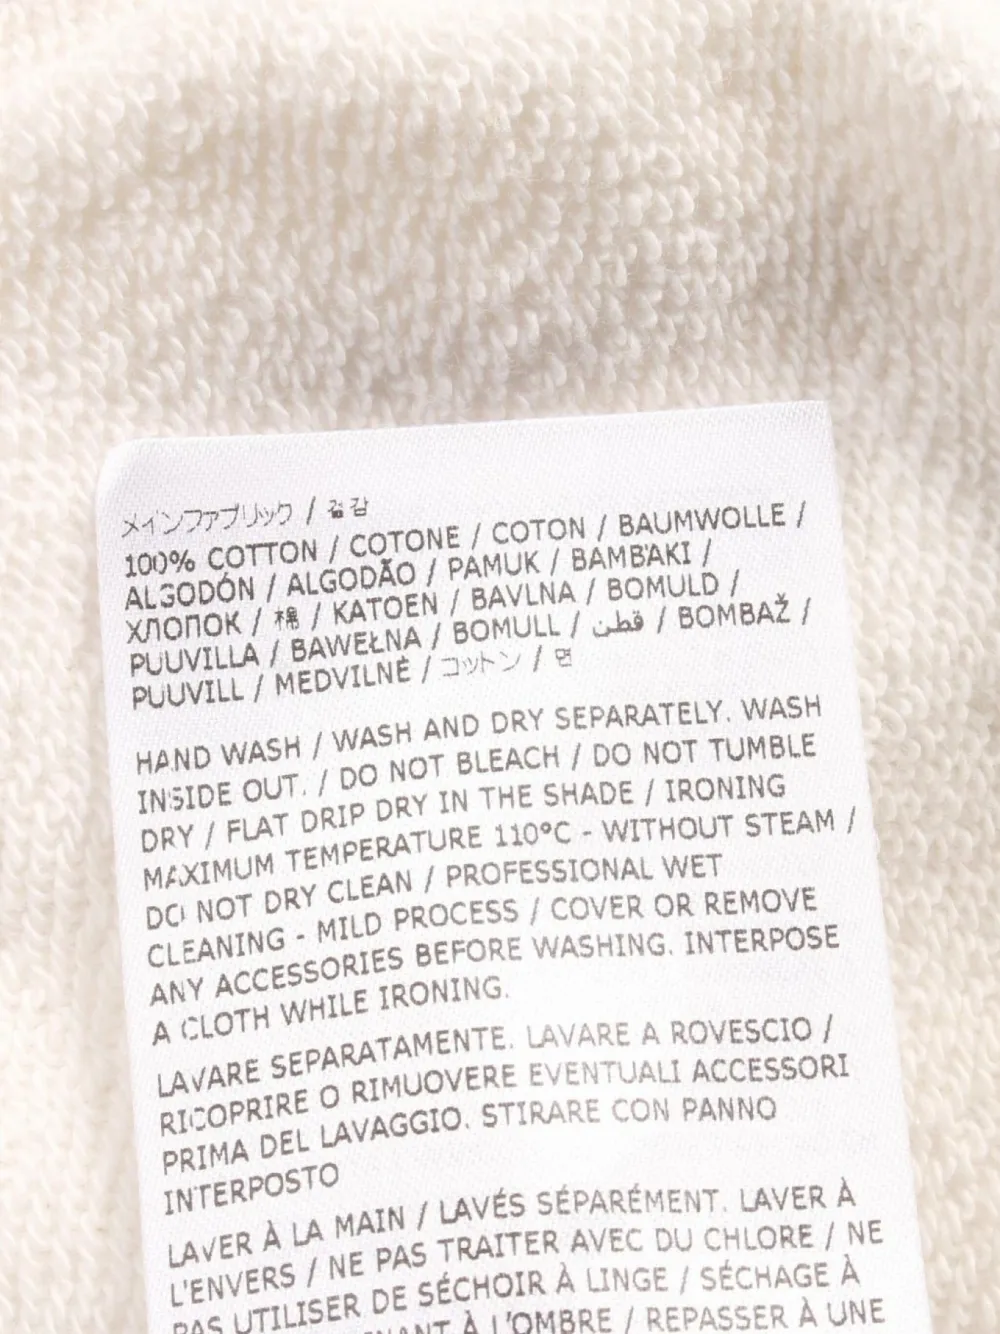 メインファブリック / 겉감
100% COTTON / COTONE / COTON / BAUMWOLLE /
ALGODÓN / ALGODÃO / PAMUK / BAMBAKI /
ХЛОПОК / 棉 / KATOEN / BAVLNA / BOMULD /
PUUVILLA / BAWEŁNA / BOMULL / قطن / BOMBAŽ /
PUUVILL / MEDVILNĖ / コットン / 면
HAND WASH / WASH AND DRY SEPARATELY. WASH
INSIDE OUT. / DO NOT BLEACH / DO NOT TUMBLE
DRY / FLAT DRIP DRY IN THE SHADE / IRONING
MAXIMUM TEMPERATURE 110°C - WITHOUT STEAM /
DO NOT DRY CLEAN / PROFESSIONAL WET
CLEANING - MILD PROCESS / COVER OR REMOVE
ANY ACCESSORIES BEFORE WASHING. INTERPOSE
A CLOTH WHILE IRONING.
LAVARE SEPARATAMENTE. LAVARE A ROVESCIO /
RICOPRIRE O RIMUOVERE EVENTUALI ACCESSORI
PRIMA DEL LAVAGGIO. STIRARE CON PANNO
INTERPOSTO
LAVER À LA MAIN / LAVÉS SÉPARÉMENT. LAVER À
L'ENVERS / NE PAS TRAITER AVEC DU CHLORE / NE
PAS UTILISER DE SÉCHOIR À LINGE / SÉCHAGE À
À L'OMBRE / REPASSER À UNE